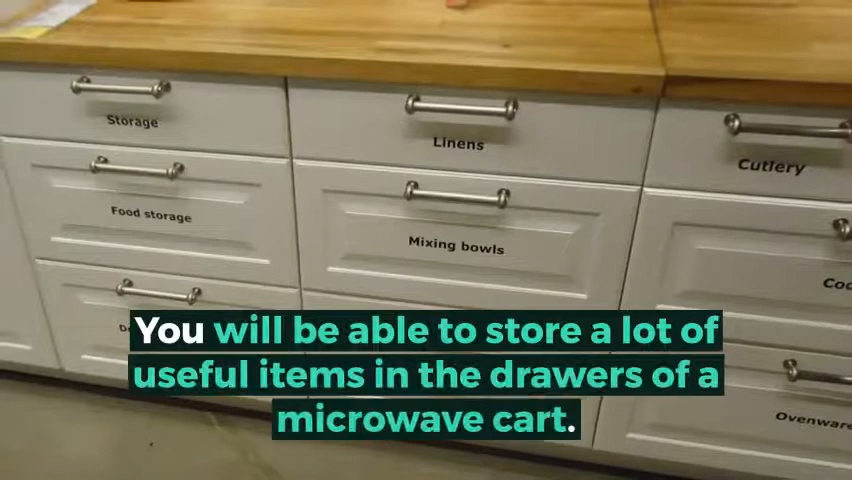 Storage
Linens
Cutlery
Food storage
Mixing bowls
Ovenware
You will be able to store a lot of
useful items in the drawers of a
microwave cart.